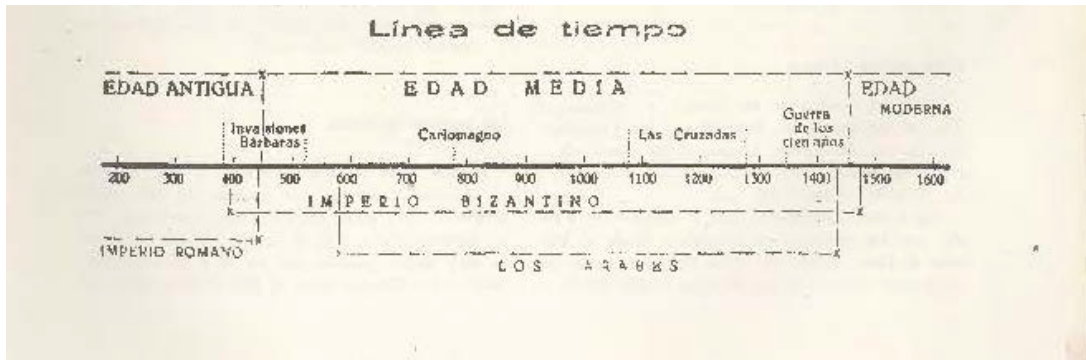 Línea de tiempo
EDAD ANTIGUA
EDAD MEDIA
EDAD
MODERNA
Invasiones
Bárbaras
Carlomagno
Las Cruzadas
Guerra
de los
cien años
200 300 400 500 600 700 800 900 1000 1100 1200 1300 1400 1500 1600
IMPERIO BIZANTINO
IMPERIO ROMANO
LOS ARABES